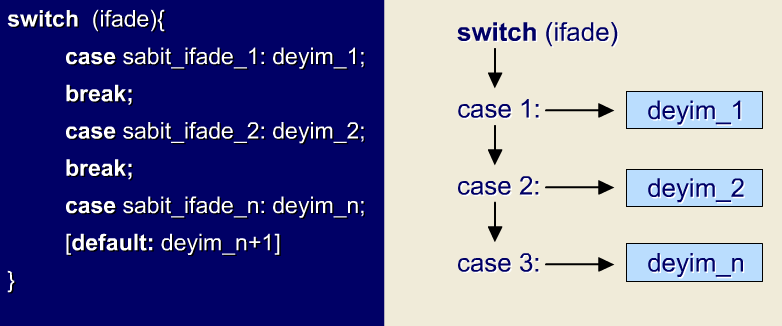 switch (ifade){
case sabit_ifade_1: deyim_1;
break;
case sabit_ifade_2: deyim_2;
break;
case sabit_ifade_n: deyim_n;
[default: deyim_n+1]
}
switch (ifade)
case 1: deyim_1
case 2: deyim_2
case 3: deyim_n